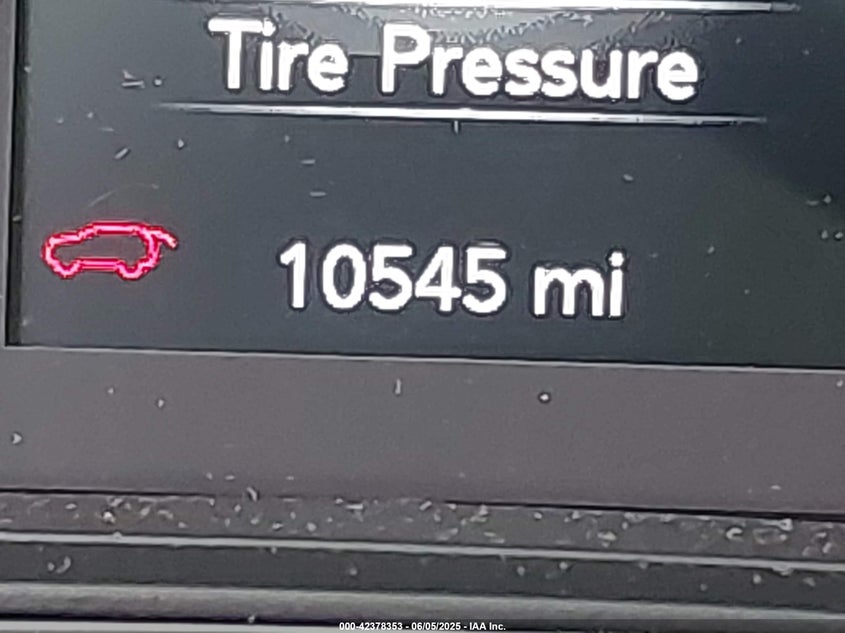 Tire Pressure
10545 mi
000-42378353 - 06/05/2025 - IAA Inc.